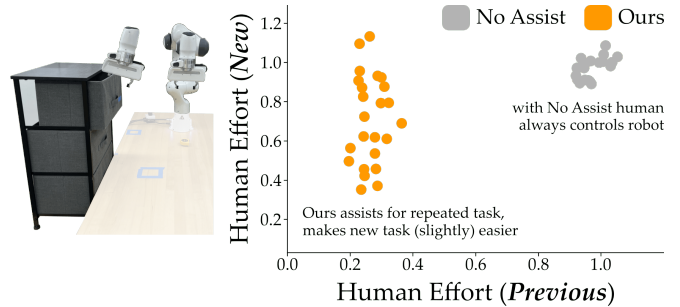 No Assist
Ours
Human Effort (New)
1.2
1.0
0.8
0.6
0.4
0.2
with No Assist human
always controls robot
Ours assists for repeated task,
makes new task (slightly) easier
0.0
0.2
0.4
0.6
0.8
1.0
Human Effort (Previous)